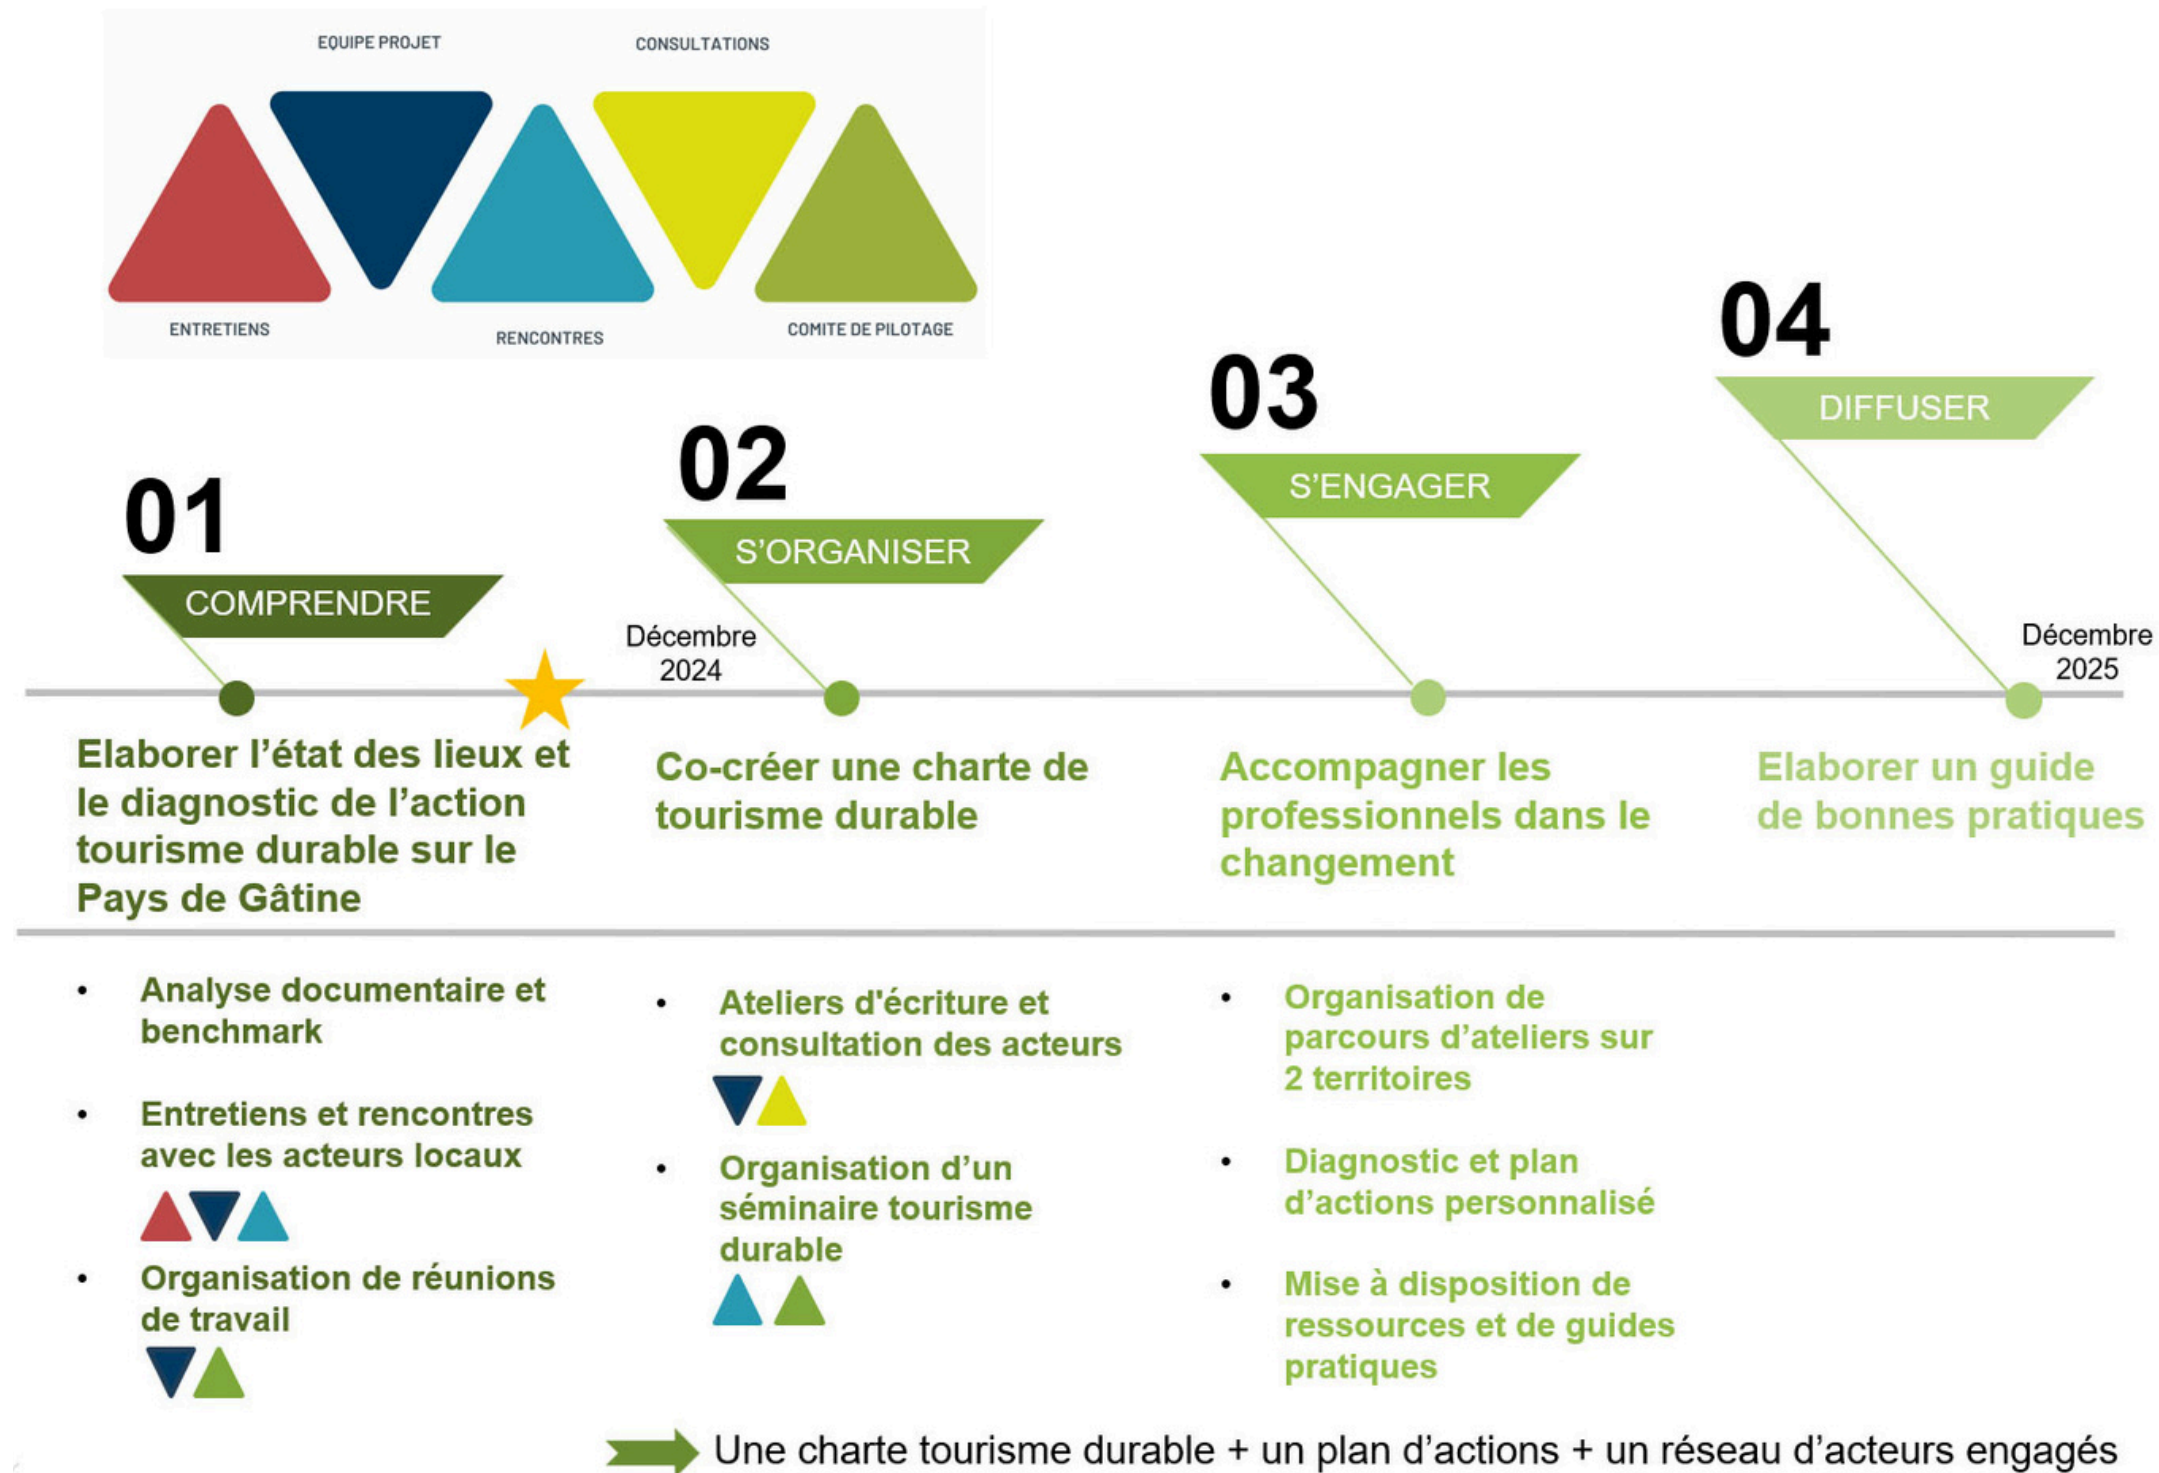 EQUIPE PROJET
CONSULTATIONS
ENTRETIENS
RENCONTRES
COMITE DE PILOTAGE
01
COMPRENDRE
02
S'ORGANISER
03
S'ENGAGER
04
DIFFUSER
Décembre
2024
Décembre
2025
Elaborer l'état des lieux et
le diagnostic de l'action
tourisme durable sur le
Pays de Gâtine
Co-créer une charte de
tourisme durable
Accompagner les
professionnels dans le
changement
Elaborer un guide
de bonnes pratiques
• Analyse documentaire et
benchmark
• Entretiens et rencontres
avec les acteurs locaux
• Organisation de réunions
de travail
• Ateliers d'écriture et
consultation des acteurs
• Organisation d'un
séminaire tourisme
durable
• Organisation de
parcours d'ateliers sur
2 territoires
• Diagnostic et plan
d'actions personnalisé
• Mise à disposition de
ressources et de guides
pratiques
Une charte tourisme durable + un plan d'actions + un réseau d'acteurs engagés